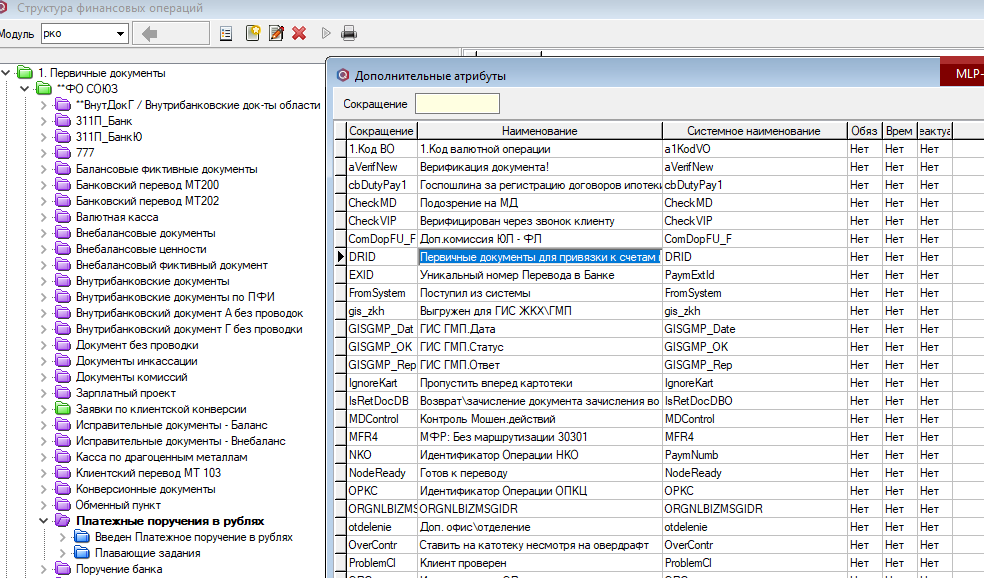 Структура финансовых операций
Модуль рко
1. Первичные документы
**ФО СОЮЗ
**ВнутДокГ / Внутрибанковские док-ты области
311П_Банк
311П_БанкЮ
777
Балансовые Фиктивные документы
Банковский перевод MT200
Банковский перевод MT202
Валютная касса
Внебалансовые документы
Внебалансовые ценности
Внебалансовый Фиктивный документ
Внутрибанковские документы
Внутрибанковские документы по ПФИ
Внутрибанковский документ А без проводок
Внутрибанковский документ Г без проводки
Документ без проводки
Документы инкассации
Документы комиссий
Зарплатный проект
Заявки по клиентской конверсии
Исправительные документы - Баланс
Исправительные документы - Внебаланс
Касса по драгоценным металлам
Клиентский перевод МТ 103
Конверсионные документы
Обменный пункт
Платежные поручения в рублях
Введен Платежное поручение в рублях
Плавающие задания
Поручение банка
Дополнительные атрибуты
MLP-
Сокращение
Сокращение Наименование Системное наименование Обяз Врем
1.Код ВО 1.Код валютной операции a1KodVO Нет Нет Нет
aVerifNew Верификация документа! aVerifNew Нет Нет Нет
cbDutyPay1 Госпошлина за регистрацию договоров ипотеки cbDutyPay1 Нет Нет Нет
CheckMD Подозрение на МД CheckMD Нет Нет Нет
CheckVIP Верифицирован через звонок клиенту CheckVIP Нет Нет Нет
ComDopFU_F Доп.комиссия ЮЛ - ФЛ ComDopFU_F Нет Нет Нет
DRID Первичные документы для привязки к счетам DRID Нет Нет Нет
EXID Уникальный номер Перевода в Банке PaymExtId Нет Нет Нет
FromSystem Поступил из системы FromSystem Нет Нет Нет
gis_zkh Выгружен для ГИС ЖКХ\ГМП gis_zkh Нет Нет Нет
GISGMP_Dat ГИС ГМП.Дата GISGMP_Date Нет Нет Нет
GISGMP_OK ГИС ГМП.Статус GISGMP_OK Нет Нет Нет
GISGMP_Rep ГИС ГМП.Ответ GISGMP_Rep Нет Нет Нет
IgnoreKart Пропустить вперед картотеки IgnoreKart Нет Нет Нет
IsRetDocDB Возврат\зачисление документа зачисления во IsRetDocDBO Нет Нет Нет
MDControl Контроль Мошен.действий MDControl Нет Нет Нет
MFR4 МФР: Без маршрутизации 30301 MFR4 Нет Нет Нет
NKO Идентификатор Операции НКО PaymNumb Нет Нет Нет
NodeReady Готов к переводу NodeReady Нет Нет Нет
OPKC Идентификатор Операции ОПКЦ OPKC Нет Нет Нет
ORGNLBIZMS ORGNLBIZMSGIDR ORGNLBIZMSGIDR Нет Нет Нет
otdelenie Доп. офис\отделение otdelenie Нет Нет Нет
OverContr Ставить на катотеку несмотря на овердрафт OverContr Нет Нет Нет
ProblemCl Клиент проверен ProblemCl Нет Нет Нет